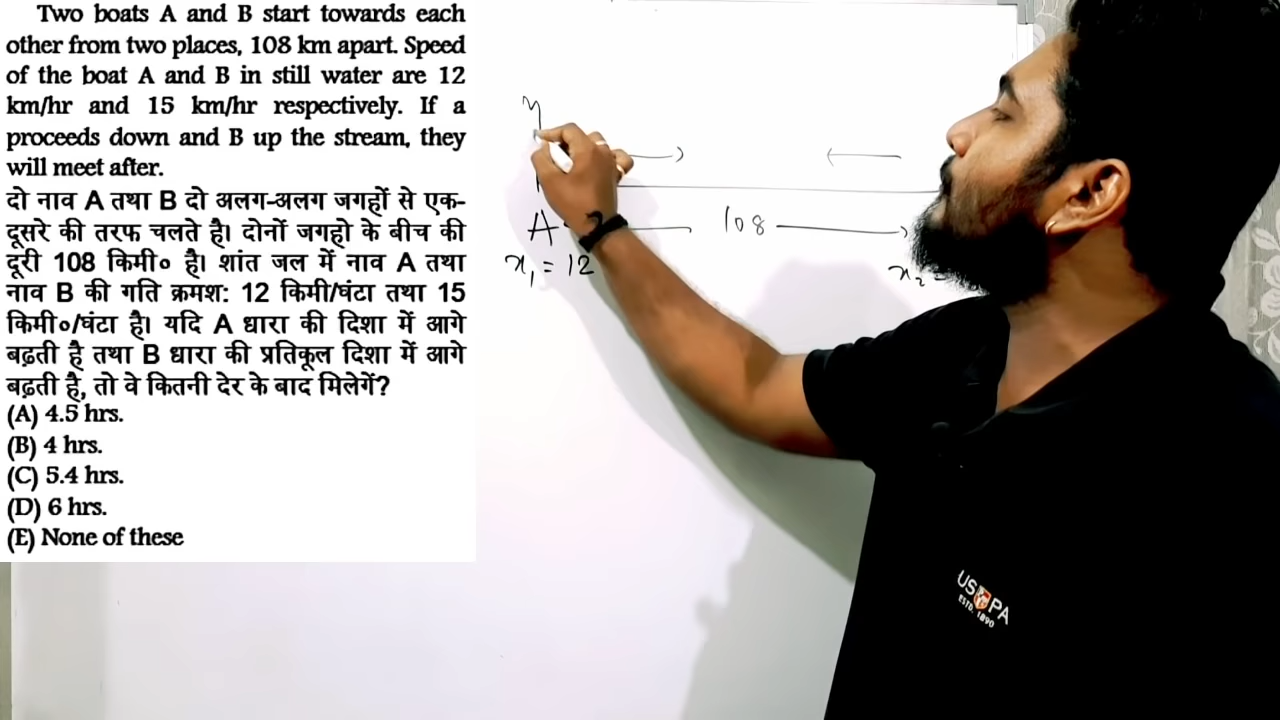 Two boats A and B start towards each
other from two places, 108 km apart. Speed
of the boat A and B in still water are 12
km/hr and 15 km/hr respectively. If a
proceeds down and B up the stream, they
will meet after.
दो नाव A तथा B दो अलग-अलग जगहों से एक-
दूसरे की तरफ चलते है। दोनों जगहो के बीच की
दूरी 108 किमी० है। शांत जल में नाव A तथा
नाव B की गति क्रमश: 12 किमी/घंटा तथा 15
किमी०/घंटा है। यदि A धारा की दिशा में आगे
बढ़ती है तथा B धारा की प्रतिकूल दिशा में आगे
बढ़ती है, तो वे कितनी देर के बाद मिलेगें?
(A) 4.5 hrs.
(B) 4 hrs.
(C) 5.4 hrs.
(D) 6 hrs.
(E) None of these
A 108
x₁ = 12 x₂ =
ESTD. 1890